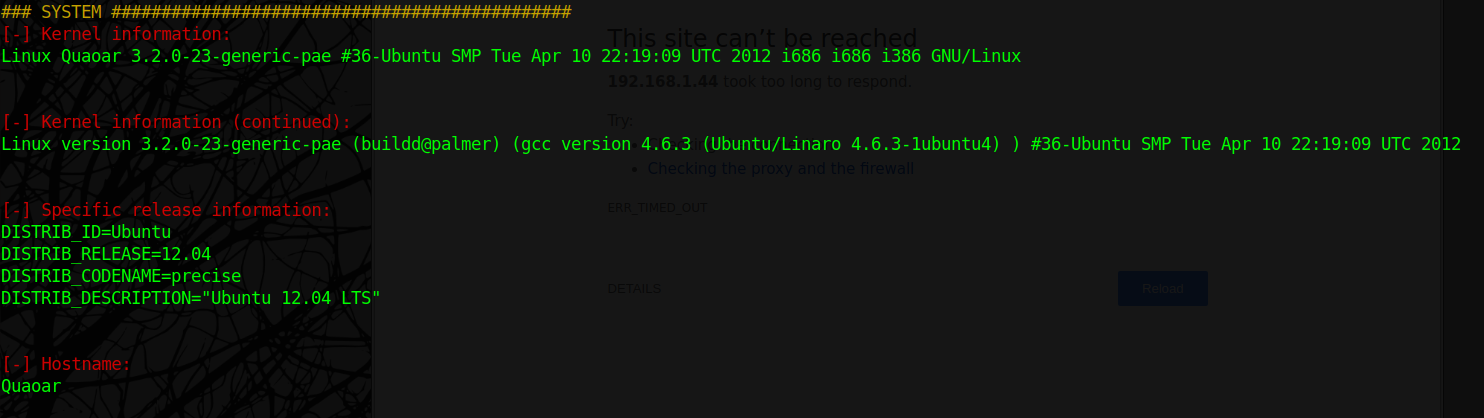 ### SYSTEM ##############################################
[-] Kernel information:
Linux Quaoar 3.2.0-23-generic-pae #36-Ubuntu SMP Tue Apr 10 22:19:09 UTC 2012 i686 i686 i386 GNU/Linux
[-] Kernel information (continued):
Linux version 3.2.0-23-generic-pae (buildd@palmer) (gcc version 4.6.3 (Ubuntu/Linaro 4.6.3-1ubuntu4) ) #36-Ubuntu SMP Tue Apr 10 22:19:09 UTC 2012
[-] Specific release information:
DISTRIB_ID=Ubuntu
DISTRIB_RELEASE=12.04
DISTRIB_CODENAME=precise
DISTRIB_DESCRIPTION="Ubuntu 12.04 LTS"
[-] Hostname:
Quaoar
This site can't be reached
192.168.1.44 took too long to respond.
Try:
Checking the proxy and the firewall
ERR_TIMED_OUT
DETAILS
Reload